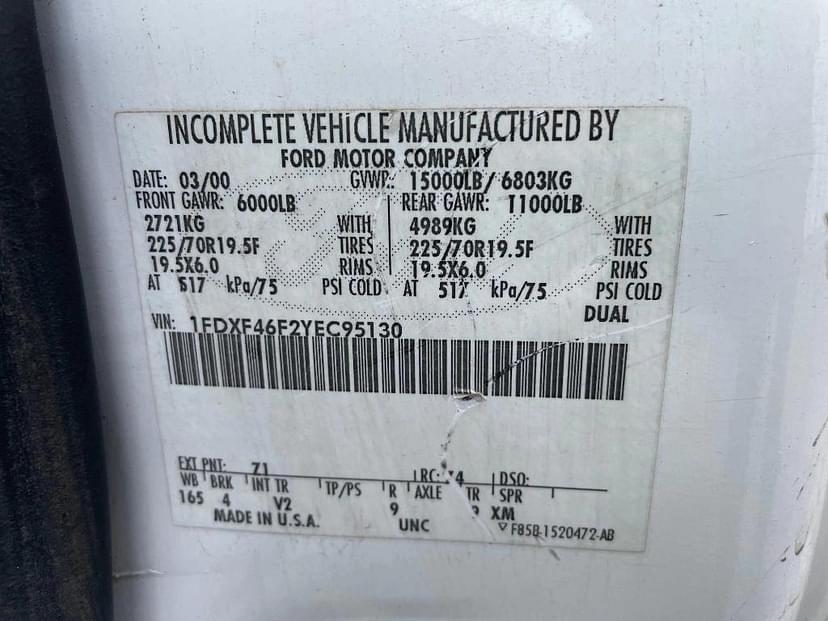 INCOMPLETE VEHICLE MANUFACTURED BY
FORD MOTOR COMPANY
DATE: 03/00 GVWR: 15000LB/ 6803KG
FRONT GAWR: 6000LB REAR GAWR: 11000LB
2721KG WITH 4989KG WITH
225/70R19.5F TIRES 225/70R19.5F TIRES
19.5X6.0 RIMS 19.5X6.0 RIMS
AT 517 kPa/75 PSI COLD AT 517 kPa/75 PSI COLD
DUAL
VIN: 1FDXF46F2YEC95130
EXT PNT: Z1 RC: 74 DSO:
WB BRK INT TR TP/PS R AXLE TR SPR
165 4 V2 9 UNC XM
MADE IN U.S.A. F85B-1520472-AB